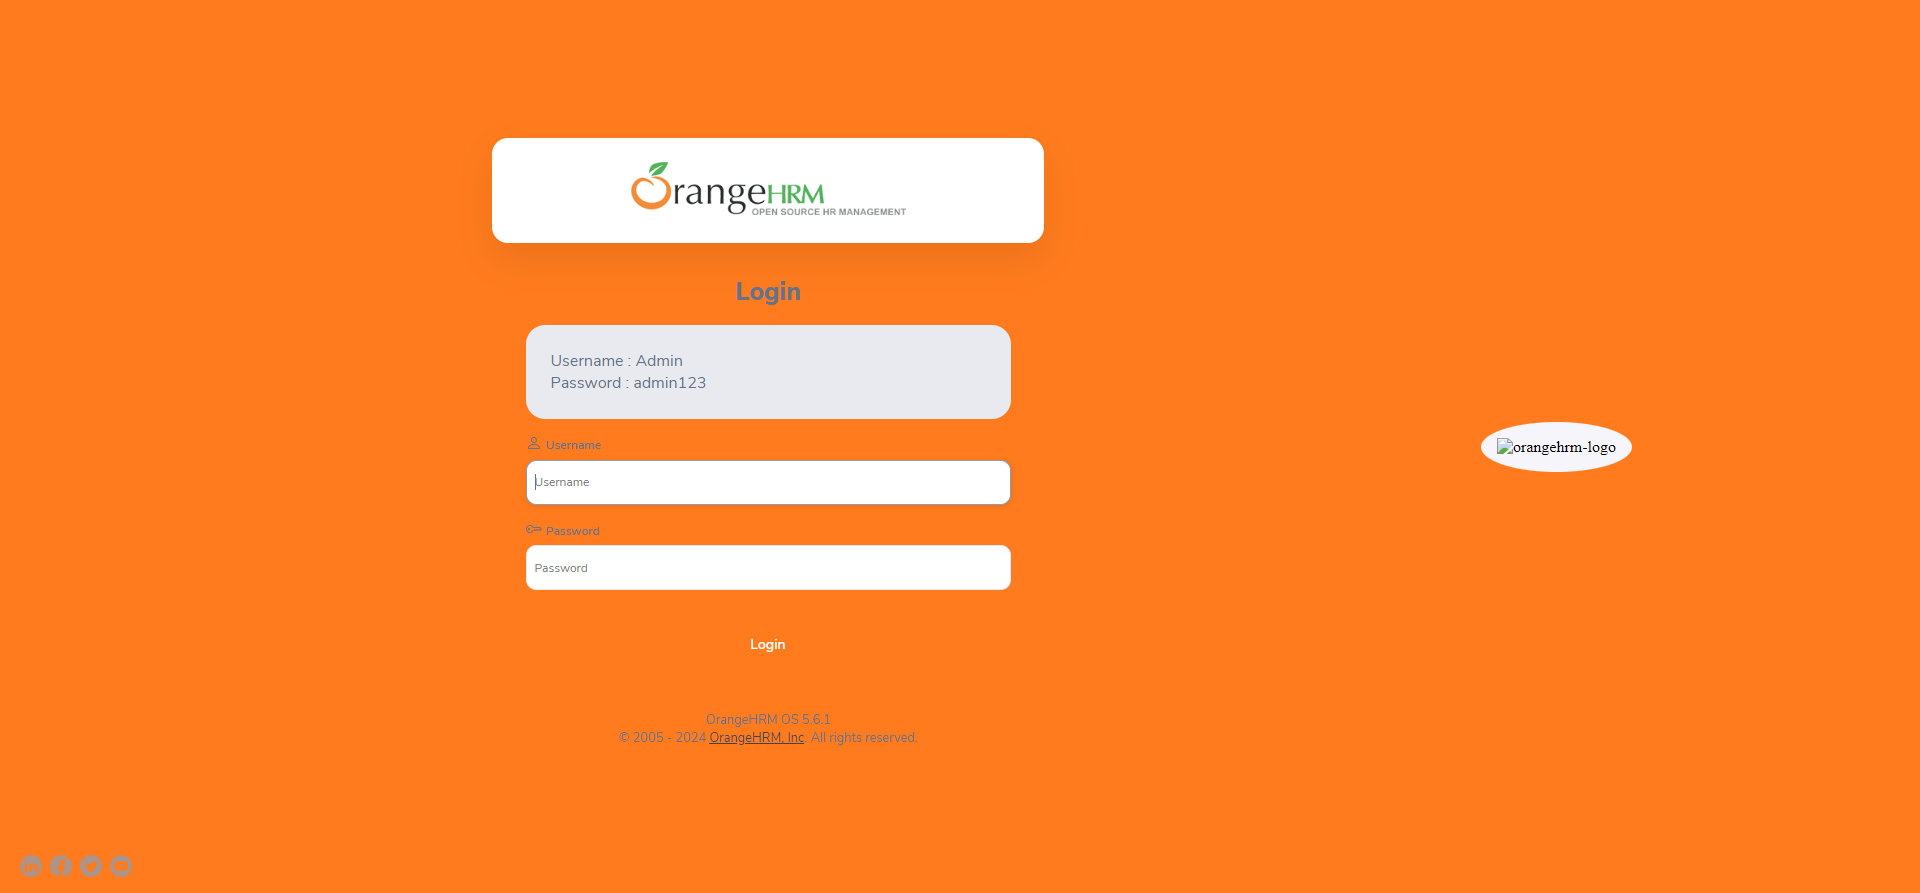 OrangeHRM
OPEN SOURCE HR MANAGEMENT
Login
Username : Admin
Password : admin123
Username
Username
Password
Password
Login
OrangeHRM OS 5.6.1
© 2005 - 2024 OrangeHRM, Inc. All rights reserved.
orangehrm-logo